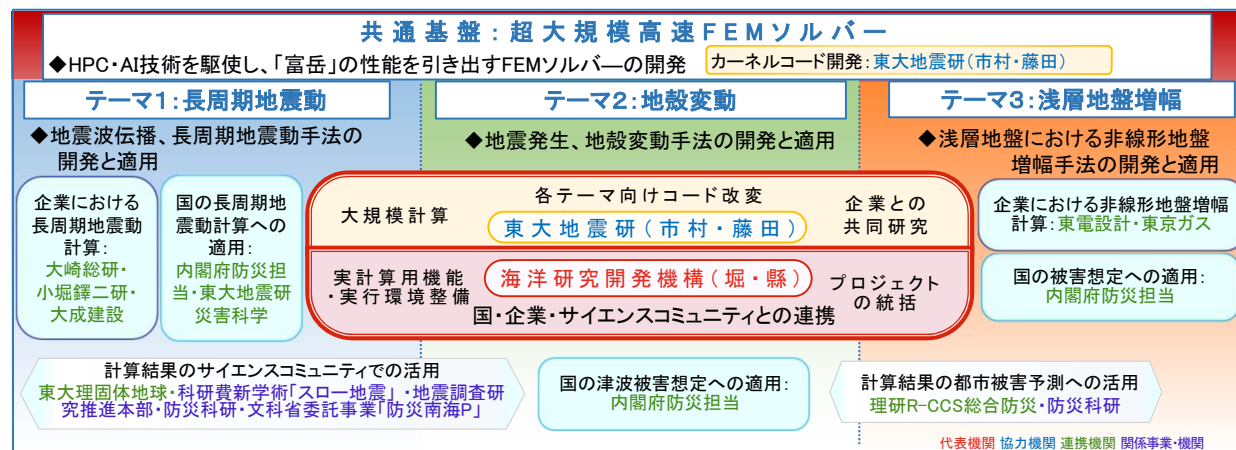 共通基盤：超大規模高速FEMソルバー
◆HPC・AI技術を駆使し、「富岳」の性能を引き出すFEMソルバーの開発
カーネルコード開発：東大地震研（市村・藤田）
テーマ1：長周期地震動
◆地震波伝播、長周期地震動手法の
開発と適用
テーマ2：地殻変動
◆地震発生、地殻変動手法の開発と適用
テーマ3：浅層地盤増幅
◆浅層地盤における非線形地盤
増幅手法の開発と適用
企業における
長周期地震動
計算：
大崎総研・
小堀鐸二研・
大成建設
国の長周期地
震動計算への
適用：
内閣府防災担
当・東大地震研
災害科学
各テーマ向けコード改変
大規模計算
東大地震研（市村・藤田）
企業との
共同研究
実計算用機能
・実行環境整備
海洋研究開発機構（堀・縣）
プロジェクト
の統括
国・企業・サイエンスコミュニティとの連携
企業における非線形地盤増幅
計算：東電設計・東京ガス
国の被害想定への適用：
内閣府防災担当
計算結果のサイエンスコミュニティでの活用
東大理固体地球・科研費新学術「スロー地震」・地震調査研
究推進本部・防災科研・文科省委託事業「防災南海P」
国の津波被害想定への適用：
内閣府防災担当
計算結果の都市被害予測への活用
理研R-CCS総合防災・防災科研
代表機関 協力機関 連携機関 関係事業・機関